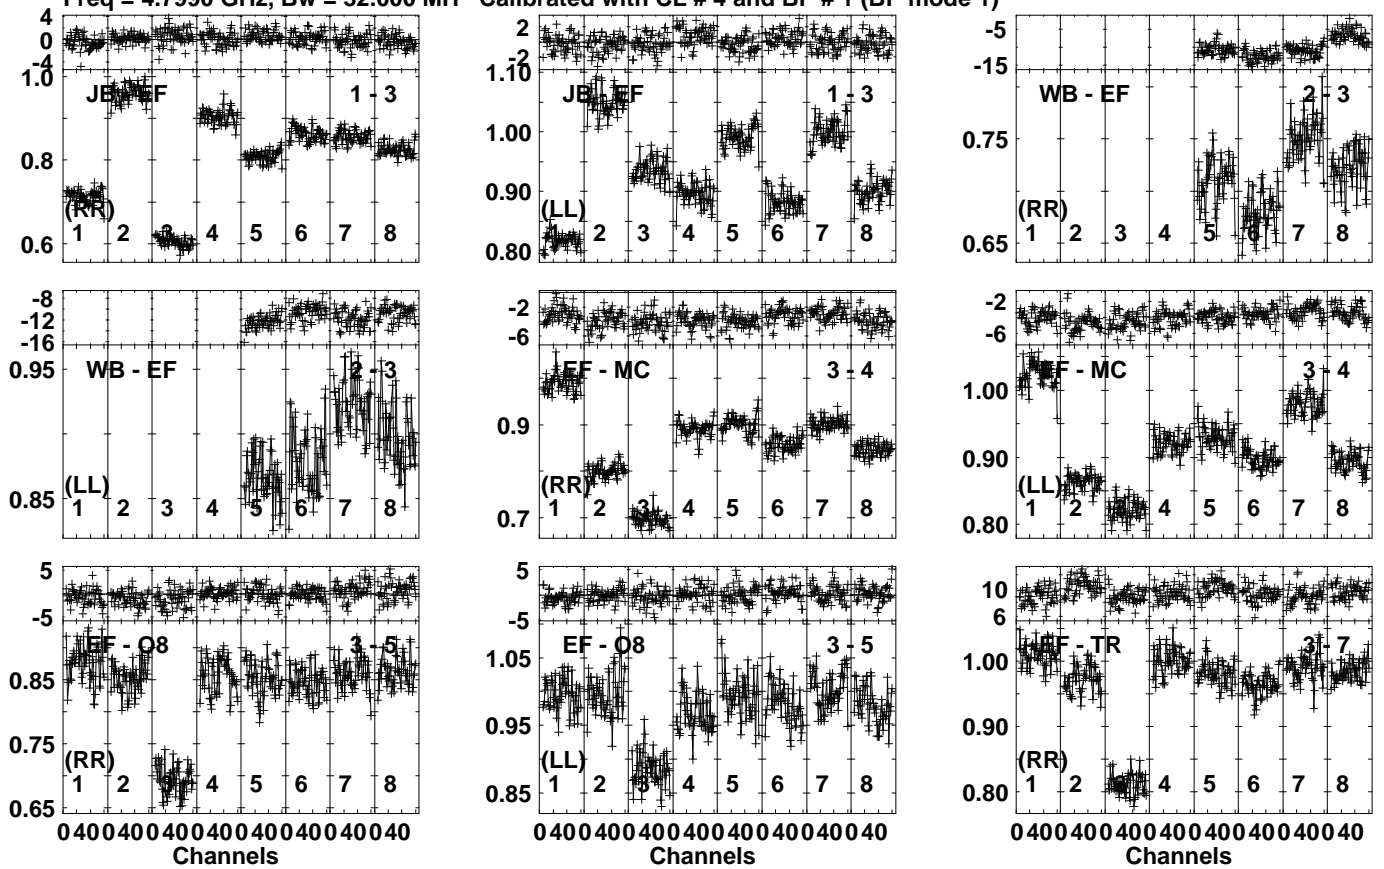 Freq = 4.7990 GHz, Bw = 32.000 MH Calibrated with CL # 4 and BP # 1 (BP mode 1)
4
0
-4
1.0
0.8
0.6
JB - EF 1 - 3
(RR)
1 2 3 4 5 6 7 8
2
-2
1.10
1.00
0.90
0.80
JB - EF 1 - 3
(LL)
1 2 3 4 5 6 7 8
-5
-15
0.75
0.65
WB - EF 2 - 3
(RR)
1 2 3 4 5 6 7 8
-8
-12
-16
0.95
0.85
WB - EF 2 - 3
(LL)
1 2 3 4 5 6 7 8
-2
-6
0.9
0.7
EF - MC 3 - 4
(RR)
1 2 3 4 5 6 7 8
-2
-6
1.00
0.90
0.80
EF - MC 3 - 4
(LL)
1 2 3 4 5 6 7 8
5
-5
0.85
0.75
0.65
EF - O8 3 - 5
(RR)
1 2 3 4 5 6 7 8
0 40 0 40 0 40 0 40 0 40 0 40 0 40 0 40
Channels
5
-5
1.05
0.95
0.85
EF - O8 3 - 5
(LL)
1 2 3 4 5 6 7 8
0 40 0 40 0 40 0 40 0 40 0 40 0 40 0 40
10
6
1.00
0.90
0.80
EF - TR 3 - 7
(RR)
1 2 3 4 5 6 7 8
0 40 0 40 0 40 0 40 0 40 0 40 0 40 0 40
Channels